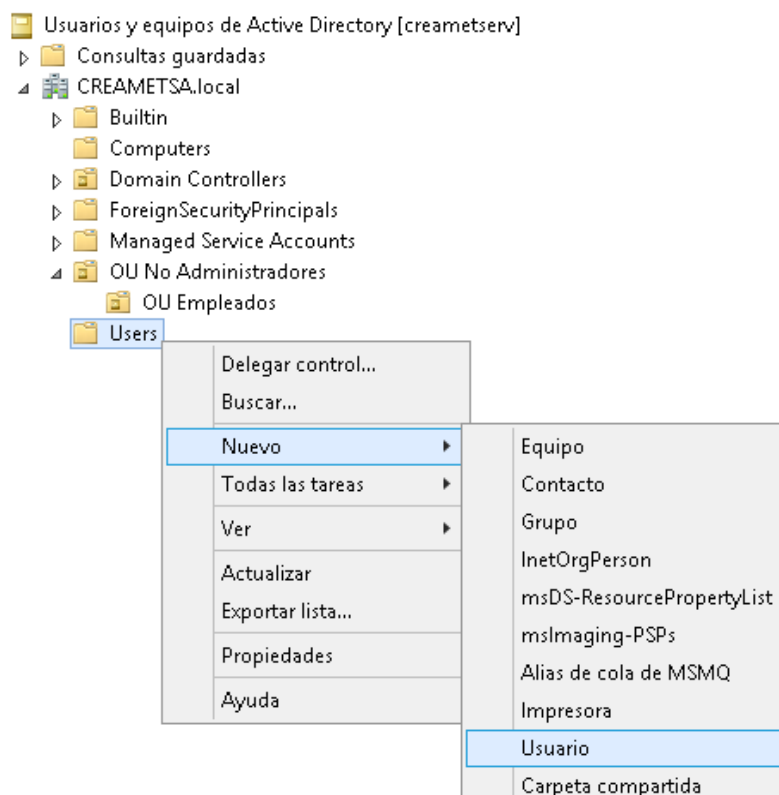 Usuarios y equipos de Active Directory [creametserv]
Consultas guardadas
CREAMETSA.local
Builtin
Computers
Domain Controllers
ForeignSecurityPrincipals
Managed Service Accounts
OU No Administradores
OU Empleados
Users
Delegar control...
Buscar...
Nuevo
Todas las tareas
Ver
Actualizar
Exportar lista...
Propiedades
Ayuda
Equipo
Contacto
Grupo
InetOrgPerson
msDS-ResourcePropertyList
msImaging-PSPs
Alias de cola de MSMQ
Impresora
Usuario
Carpeta compartida